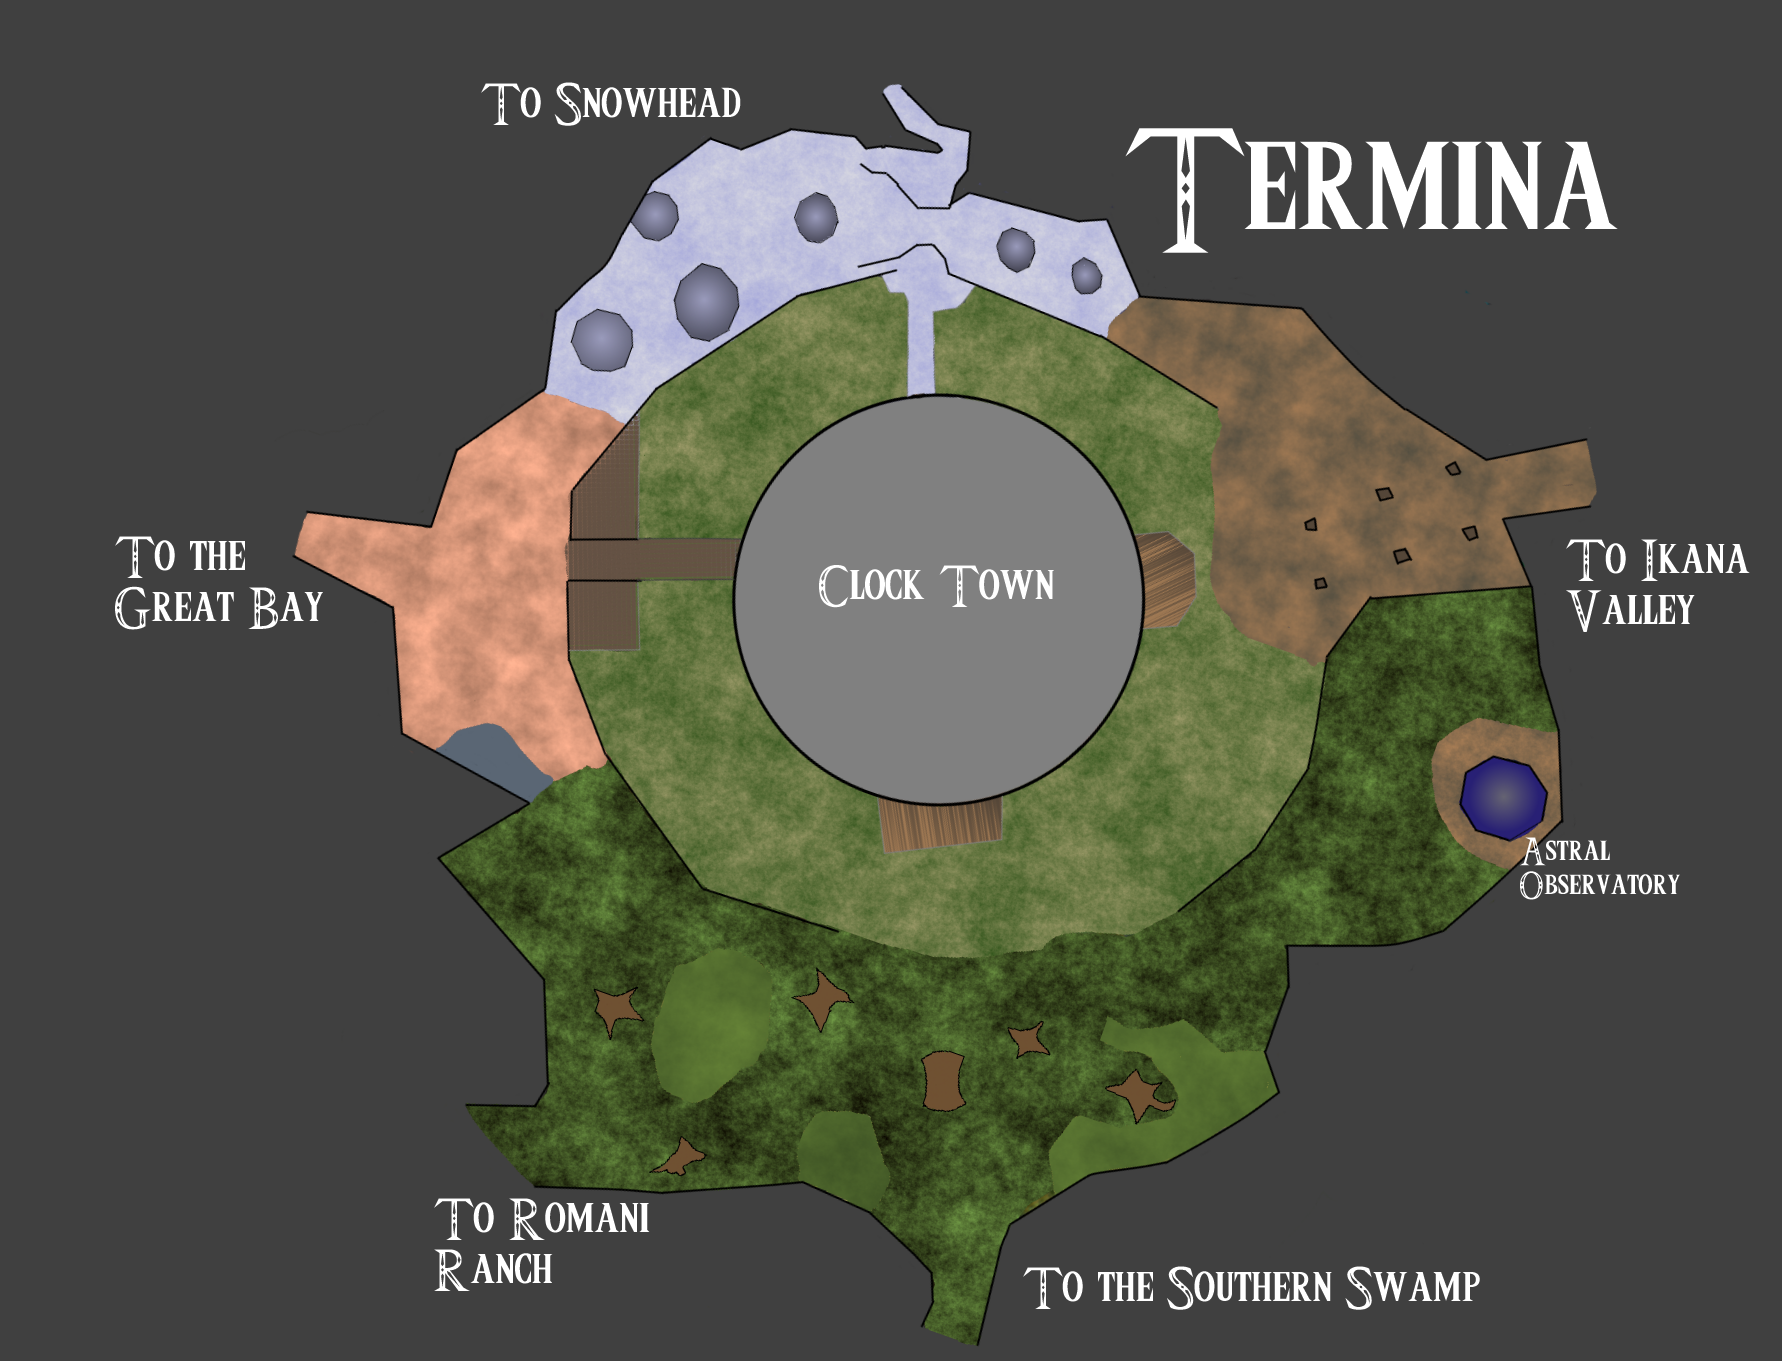 To Snowhead
Termina
To the
Great Bay
Clock Town
To Ikana
Valley
Astral
Observatory
To Romani
Ranch
To the Southern Swamp